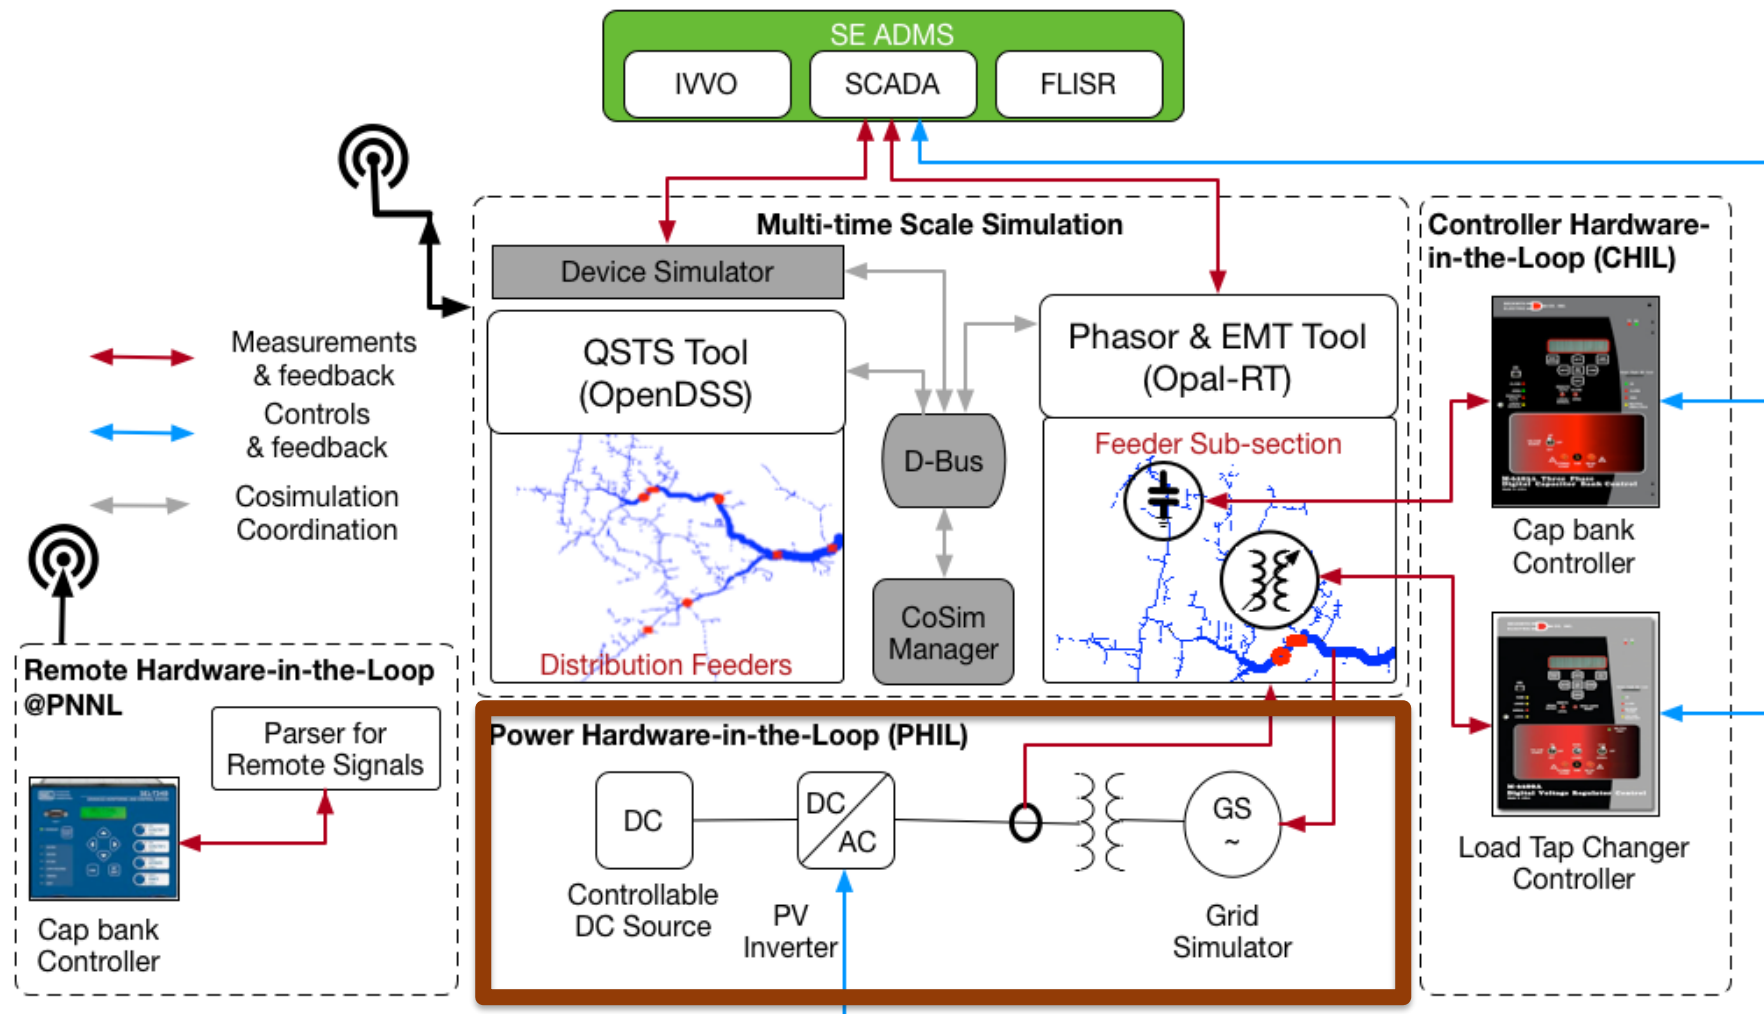 SE ADMS
IVVO
SCADA
FLISR
Multi-time Scale Simulation
Device Simulator
QSTS Tool
(OpenDSS)
Distribution Feeders
D-Bus
CoSim
Manager
Phasor & EMT Tool
(Opal-RT)
Feeder Sub-section
Controller Hardware-
in-the-Loop (CHIL)
Cap bank
Controller
Load Tap Changer
Controller
Measurements
& feedback
Controls
& feedback
Cosimulation
Coordination
Remote Hardware-in-the-Loop
@PNNL
Parser for
Remote Signals
Cap bank
Controller
Power Hardware-in-the-Loop (PHIL)
DC
Controllable
DC Source
DC
AC
PV
Inverter
GS
~
Grid
Simulator